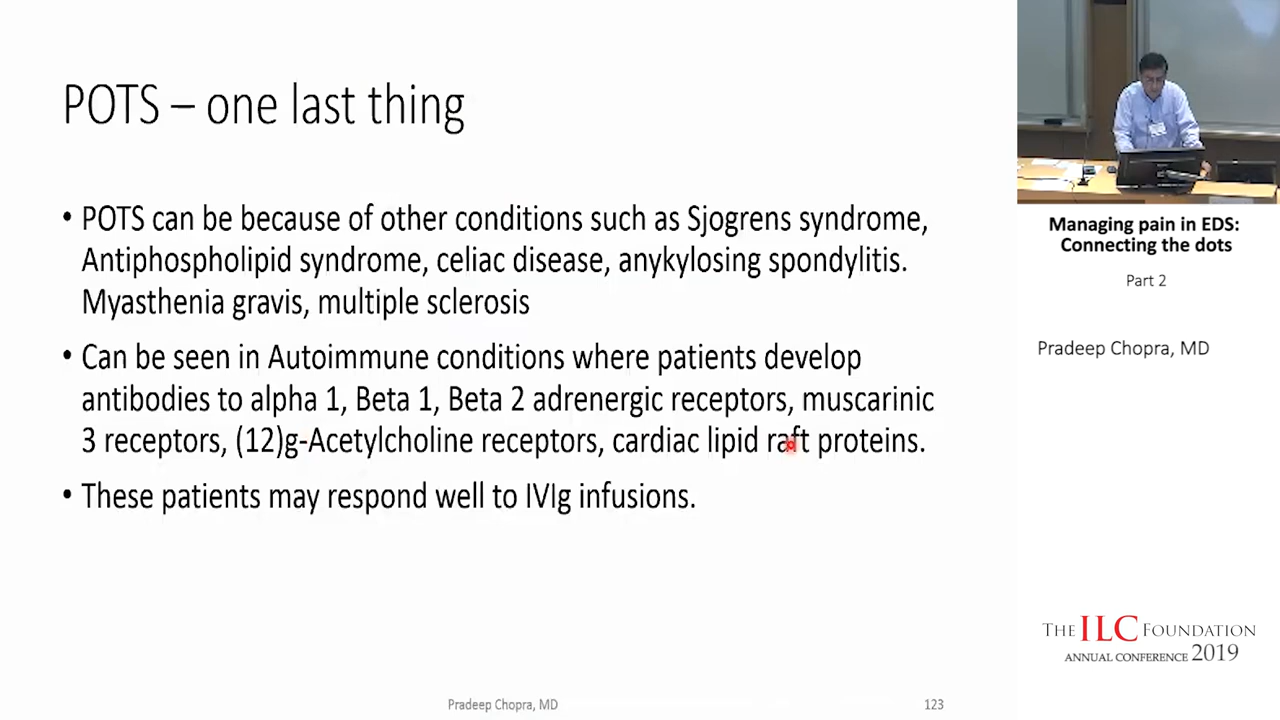 POTS – one last thing
• POTS can be because of other conditions such as Sjogrens syndrome,
Antiphospholipid syndrome, celiac disease, anykylosing spondylitis.
Myasthenia gravis, multiple sclerosis
• Can be seen in Autoimmune conditions where patients develop
antibodies to alpha 1, Beta 1, Beta 2 adrenergic receptors, muscarinic
3 receptors, (12)g-Acetylcholine receptors, cardiac lipid raft proteins.
• These patients may respond well to IVIg infusions.
Pradeep Chopra, MD
123
Managing pain in EDS:
Connecting the dots
Part 2
Pradeep Chopra, MD
THE ILC FOUNDATION
ANNUAL CONFERENCE 2019